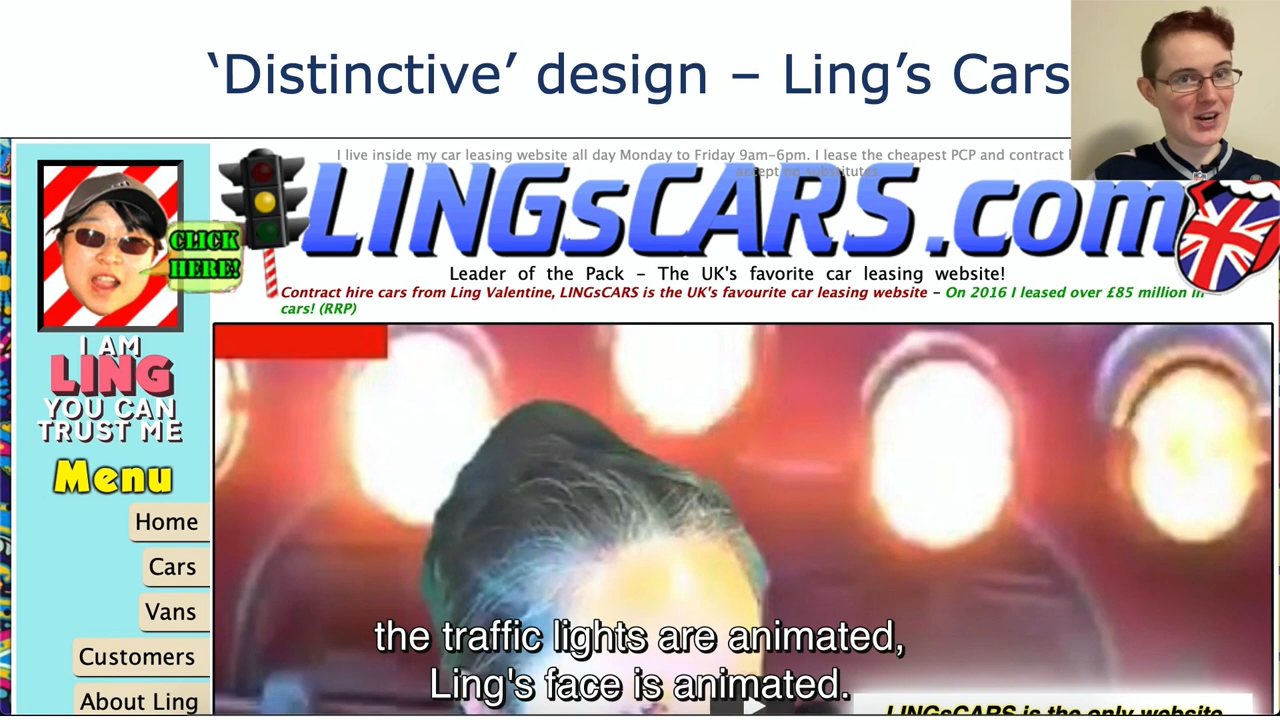 ‘Distinctive’ design – Ling’s Cars
I live inside my car leasing website all day Monday to Friday 9am-6pm. I lease the cheapest PCP and contract
accepting substitutes
LINGsCARS.com
CLICK
HERE!
Leader of the Pack - The UK's favorite car leasing website!
Contract hire cars from Ling Valentine, LINGsCARS is the UK's favourite car leasing website - On 2016 I leased over £85 million in
cars! (RRP)
I AM
LING
YOU CAN
TRUST ME
Menu
Home
Cars
Vans
Customers
About Ling
the traffic lights are animated,
Ling's face is animated.
LINGsCARS is the only website